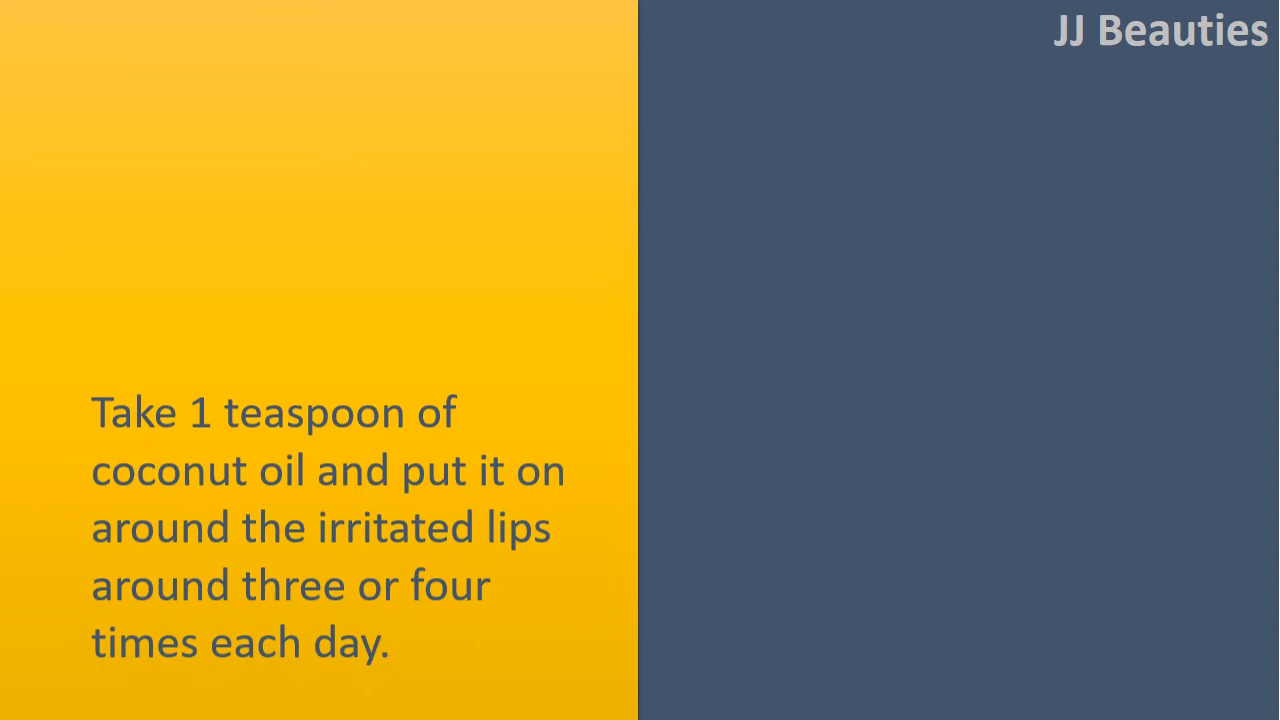 JJ Beauties
Take 1 teaspoon of
coconut oil and put it on
around the irritated lips
around three or four
times each day.